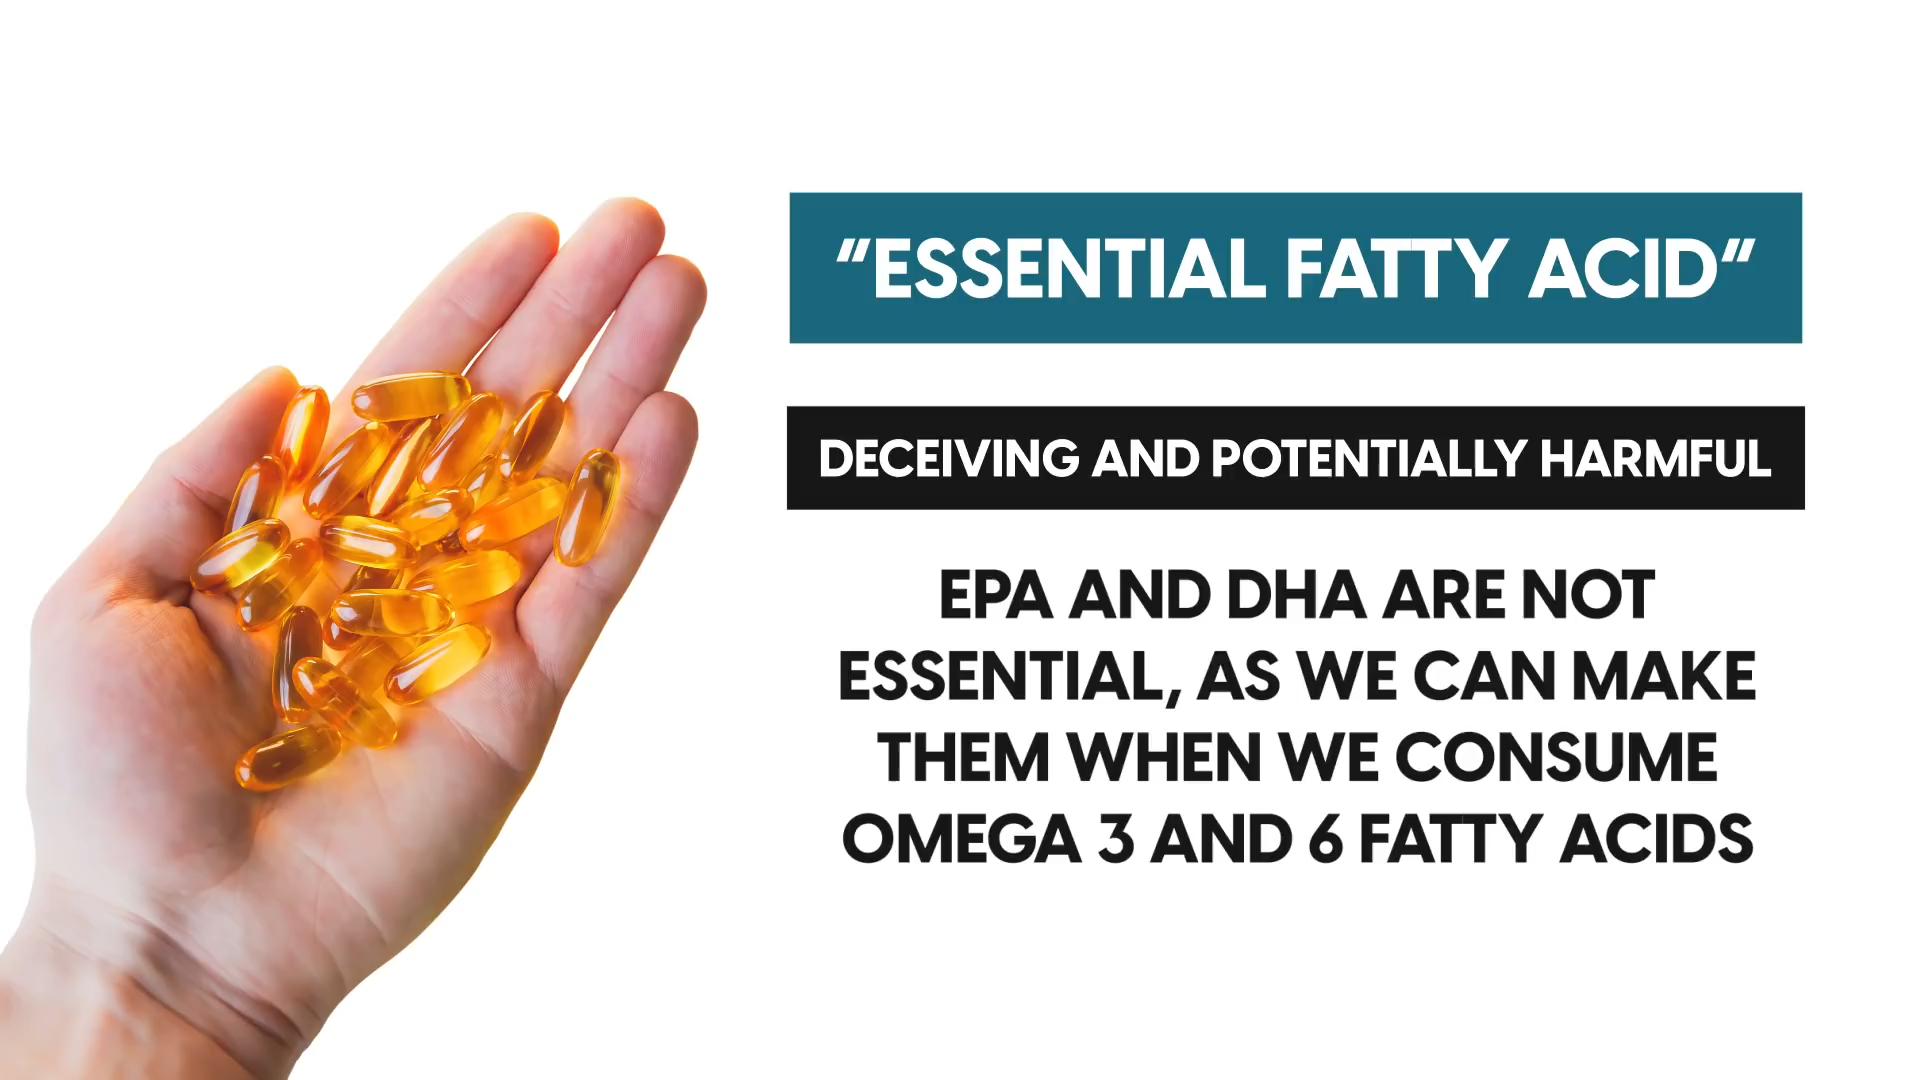 "ESSENTIAL FATTY ACID"
DECEIVING AND POTENTIALLY HARMFUL
EPA AND DHA ARE NOT
ESSENTIAL, AS WE CAN MAKE
THEM WHEN WE CONSUME
OMEGA 3 AND 6 FATTY ACIDS